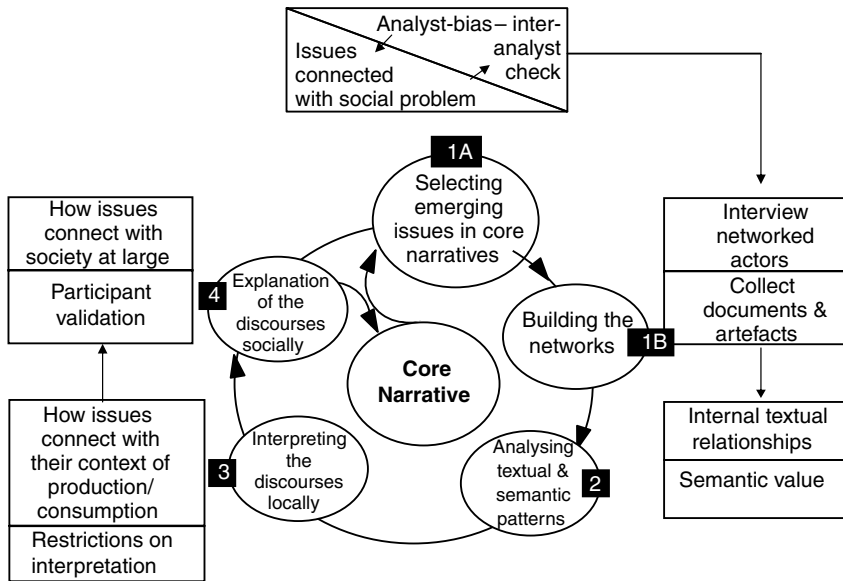 Analyst-bias – inter-
analyst
check
Issues
connected
with social problem
1A
Selecting
emerging
issues in core
narratives
How issues
connect with
society at large
Participant
validation
4
Explanation
of the
discourses
socially
Interview
networked
actors
Collect
documents &
artefacts
Building the
networks
1B
Core
Narrative
How issues
connect with
their context of
production/
consumption
Restrictions on
interpretation
3
Interpreting
the
discourses
locally
Analysing
textual &
semantic
patterns
2
Internal textual
relationships
Semantic value